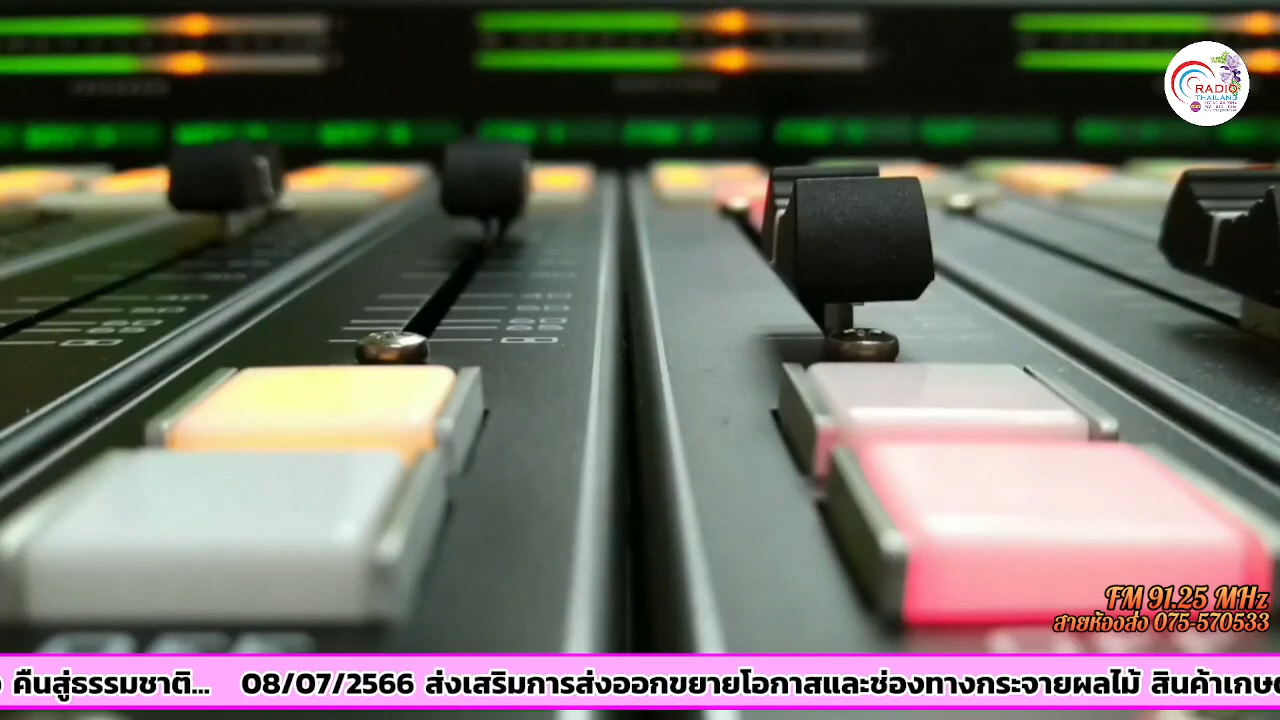 RADIO
THAILAND
FM 91.25 MHz
สายห้องส่ง 075-570533
คืนสู่ธรรมชาติ... 08/07/2566 ส่งเสริมการส่งออกขยายโอกาสและช่องทางกระจายผลไม้ สินค้าเกษ